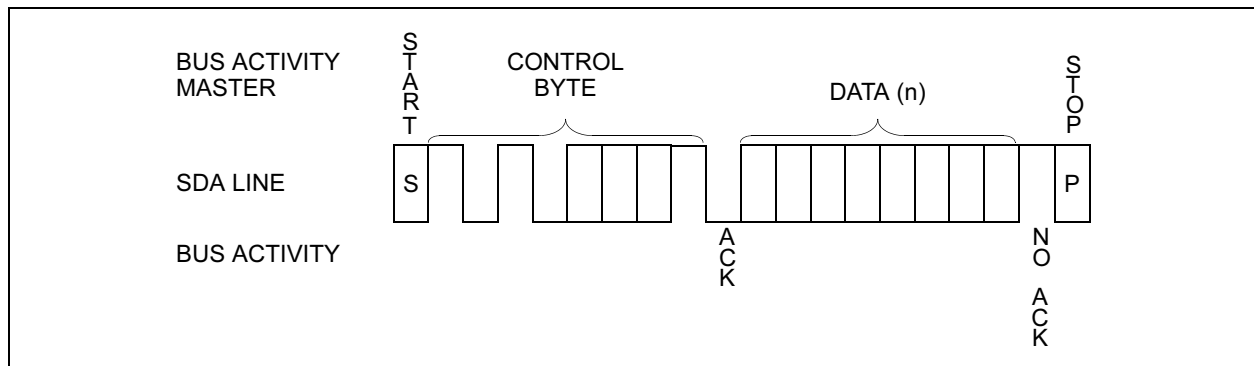 BUS ACTIVITY
MASTER
START
CONTROL
BYTE
DATA (n)
STOP
SDA LINE
S
P
BUS ACTIVITY
ACK
NO ACK